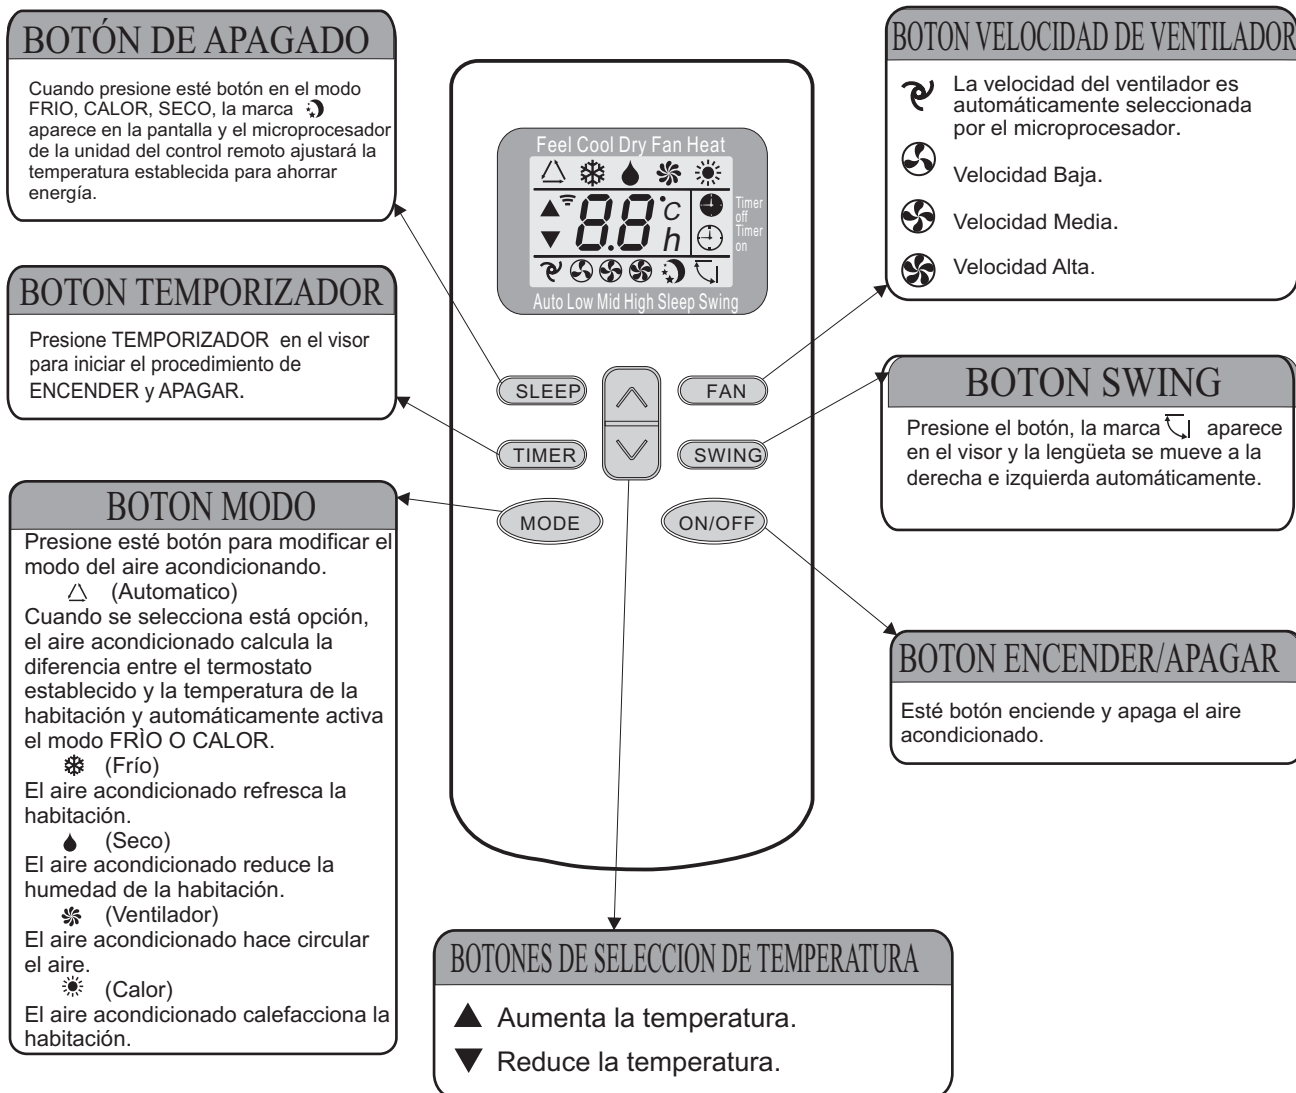 BOTÓN DE APAGADO
Cuando presione esté botón en el modo
FRIO, CALOR, SECO, la marca
aparece en la pantalla y el microprocesador
de la unidad del control remoto ajustará la
temperatura establecida para ahorrar
energía.
BOTON TEMPORIZADOR
Presione TEMPORIZADOR en el visor
para iniciar el procedimiento de
ENCENDER y APAGAR.
BOTON MODO
Presione esté botón para modificar el
modo del aire acondicionando.
(Automatico)
Cuando se selecciona está opción,
el aire acondicionado calcula la
diferencia entre el termostato
establecido y la temperatura de la
habitación y automáticamente activa
el modo FRÌO O CALOR.
(Frío)
El aire acondicionado refresca la
habitación.
(Seco)
El aire acondicionado reduce la
humedad de la habitación.
(Ventilador)
El aire acondicionado hace circular
el aire.
(Calor)
El aire acondicionado calefacciona la
habitación.
Feel Cool Dry Fan Heat
8.8 °c
h
Timer
off
Timer
on
Auto Low Mid High Sleep Swing
SLEEP
FAN
TIMER
SWING
MODE
ON/OFF
BOTONES DE SELECCION DE TEMPERATURA
▲ Aumenta la temperatura.
▼ Reduce la temperatura.
BOTON VELOCIDAD DE VENTILADOR
La velocidad del ventilador es
automáticamente seleccionada
por el microprocesador.
Velocidad Baja.
Velocidad Media.
Velocidad Alta.
BOTON SWING
Presione el botón, la marca aparece
en el visor y la lengüeta se mueve a la
derecha e izquierda automáticamente.
BOTON ENCENDER/APAGAR
Esté botón enciende y apaga el aire
acondicionado.